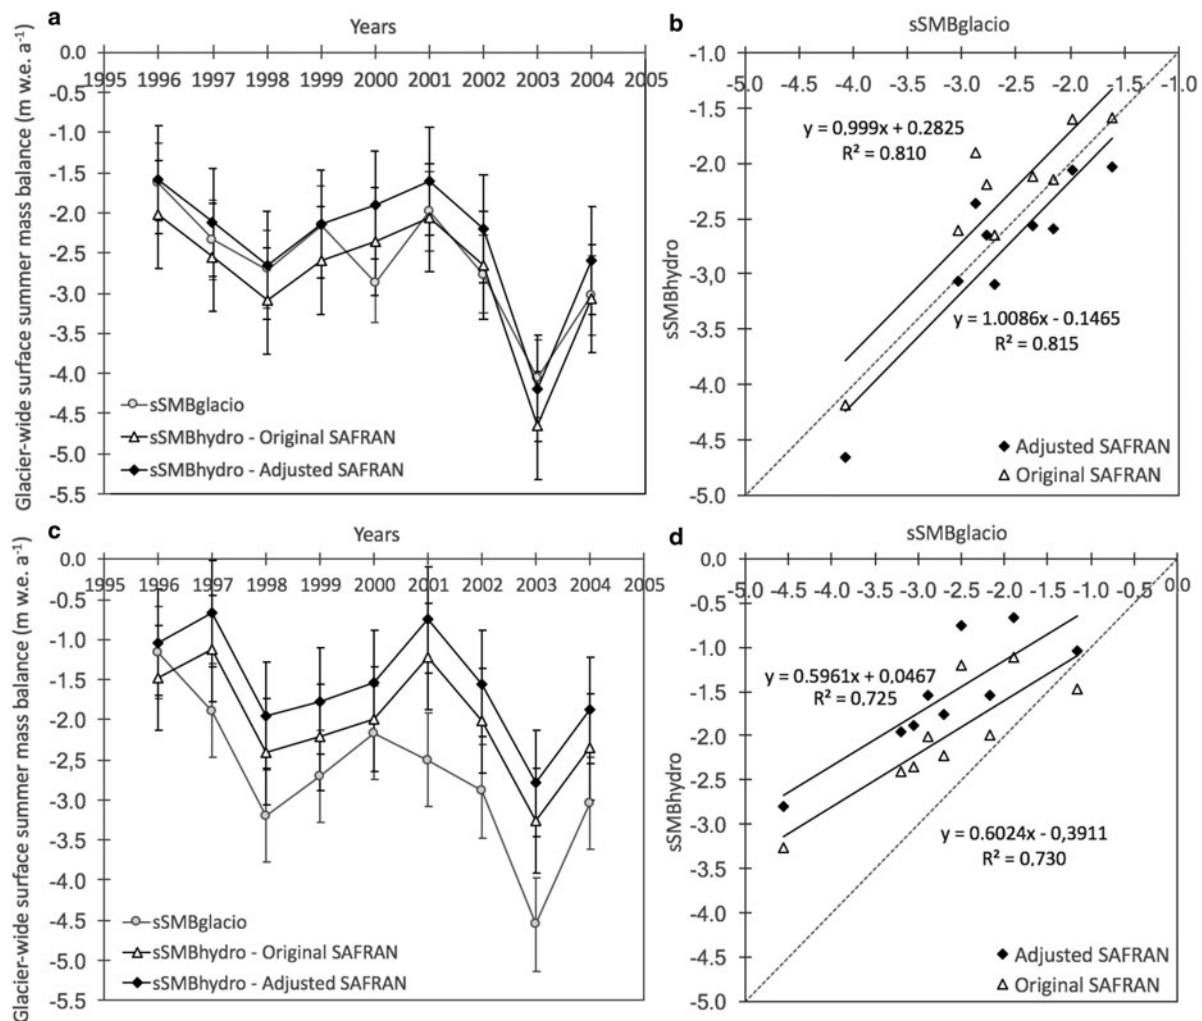 a
Years
Glacier-wide surface summer mass balance (m w.e. a⁻¹)
0.0
-0.5
-1.0
-1.5
-2.0
-2.5
-3.0
-3.5
-4.0
-4.5
-5.0
-5.5
1995 1996 1997 1998 1999 2000 2001 2002 2003 2004 2005
sSMBglacio
sSMBhydro - Original SAFRAN
sSMBhydro - Adjusted SAFRAN
b
sSMBglacio
sSMBhydro
-5.0 -4.5 -4.0 -3.5 -3.0 -2.5 -2.0 -1.5 -1.0
-1.0
-1.5
-2.0
-2.5
-3.0
-3.5
-4.0
-4.5
-5.0
y = 0.999x + 0.2825
R² = 0.810
y = 1.0086x - 0.1465
R² = 0.815
Adjusted SAFRAN
Original SAFRAN
c
Years
Glacier-wide surface summer mass balance (m w.e. a⁻¹)
0.0
-0.5
-1.0
-1.5
-2.0
-2.5
-3.0
-3.5
-4.0
-4.5
-5.0
-5.5
1995 1996 1997 1998 1999 2000 2001 2002 2003 2004 2005
sSMBglacio
sSMBhydro - Original SAFRAN
sSMBhydro - Adjusted SAFRAN
d
sSMBglacio
sSMBhydro
-5.0 -4.5 -4.0 -3.5 -3.0 -2.5 -2.0 -1.5 -1.0 -0.5 0.0
0.0
-0.5
-1.0
-1.5
-2.0
-2.5
-3.0
-3.5
-4.0
-4.5
-5.0
y = 0.5961x + 0,0467
R² = 0.725
y = 0.6024x - 0,3911
R² = 0,730
Adjusted SAFRAN
Original SAFRAN